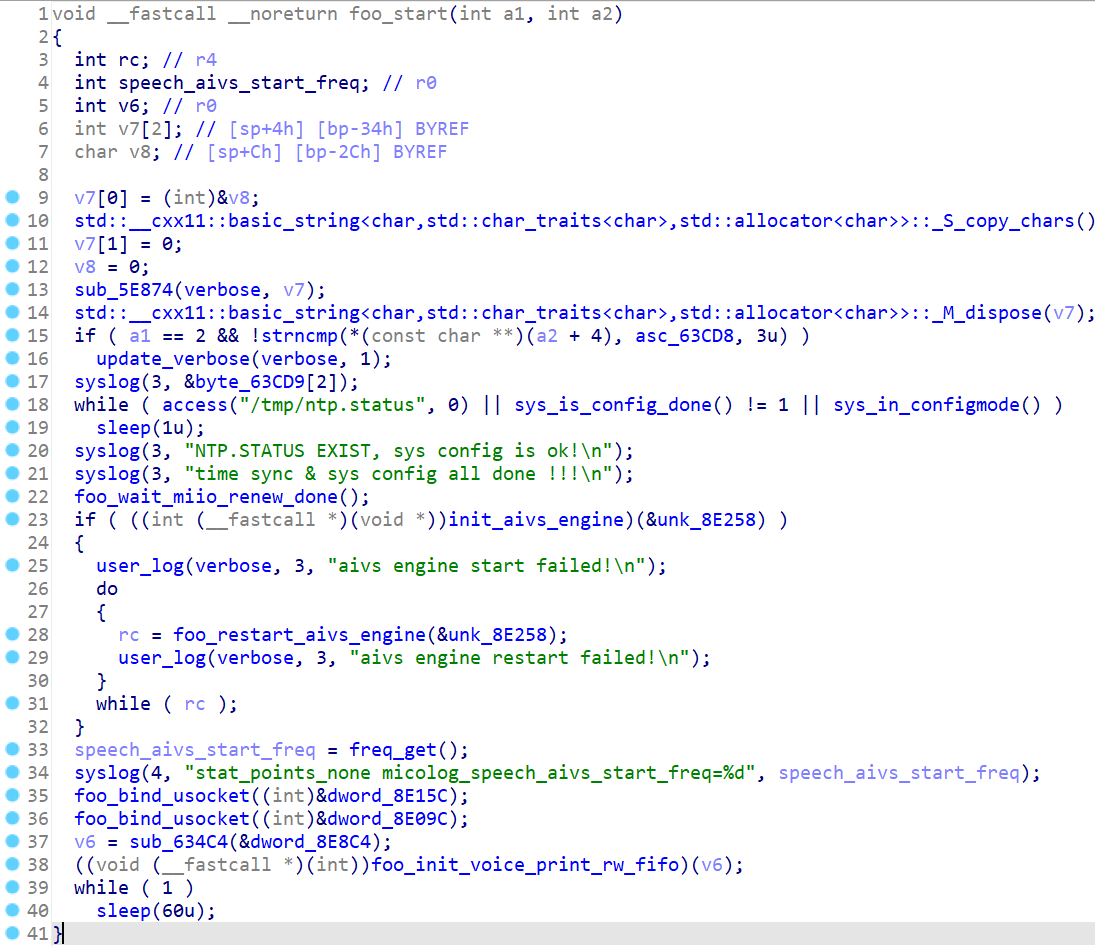 1 void __fastcall __noreturn foo_start(int a1, int a2)
2 {
3   int rc; // r4
4   int speech_aivs_start_freq; // r0
5   int v6; // r0
6   int v7[2]; // [sp+4h] [bp-34h] BYREF
7   char v8; // [sp+Ch] [bp-2Ch] BYREF
8
9   v7[0] = (int)&v8;
10   std::__cxx11::basic_string<char,std::char_traits<char>,std::allocator<char>>::_S_copy_chars()
11   v7[1] = 0;
12   v8 = 0;
13   sub_5E874(verbose, v7);
14   std::__cxx11::basic_string<char,std::char_traits<char>,std::allocator<char>>::_M_dispose(v7);
15   if ( a1 == 2 && !strncmp(*(const char **)(a2 + 4), asc_63CD8, 3u) )
16     update_verbose(verbose, 1);
17   syslog(3, &byte_63CD9[2]);
18   while ( access("/tmp/ntp.status", 0) || sys_is_config_done() != 1 || sys_in_configmode() )
19     sleep(1u);
20   syslog(3, "NTP.STATUS EXIST, sys config is ok!\n");
21   syslog(3, "time sync & sys config all done !!!\n");
22   foo_wait_miio_renew_done();
23   if ( ((int (__fastcall *)(void *))init_aivs_engine)(&unk_8E258) )
24   {
25     user_log(verbose, 3, "aivs engine start failed!\n");
26     do
27     {
28       rc = foo_restart_aivs_engine(&unk_8E258);
29       user_log(verbose, 3, "aivs engine restart failed!\n");
30     }
31     while ( rc );
32   }
33   speech_aivs_start_freq = freq_get();
34   syslog(4, "stat_points_none micolog_speech_aivs_start_freq=%d", speech_aivs_start_freq);
35   foo_bind_usocket((int)&dword_8E15C);
36   foo_bind_usocket((int)&dword_8E09C);
37   v6 = sub_634C4(&dword_8E8C4);
38   ((void (__fastcall *)(int))foo_init_voice_print_rw_fifo)(v6);
39   while ( 1 )
40     sleep(60u);
41 }